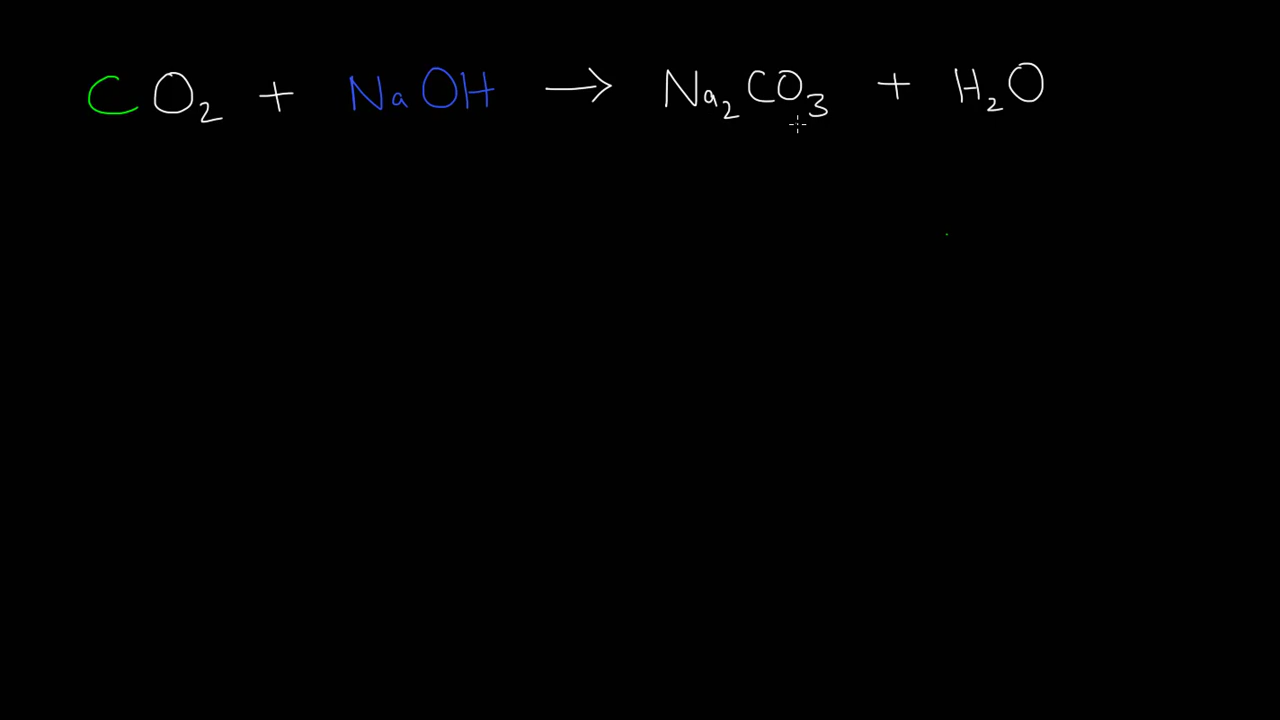 CO₂ + NaOH → Na₂CO₃ + H₂O